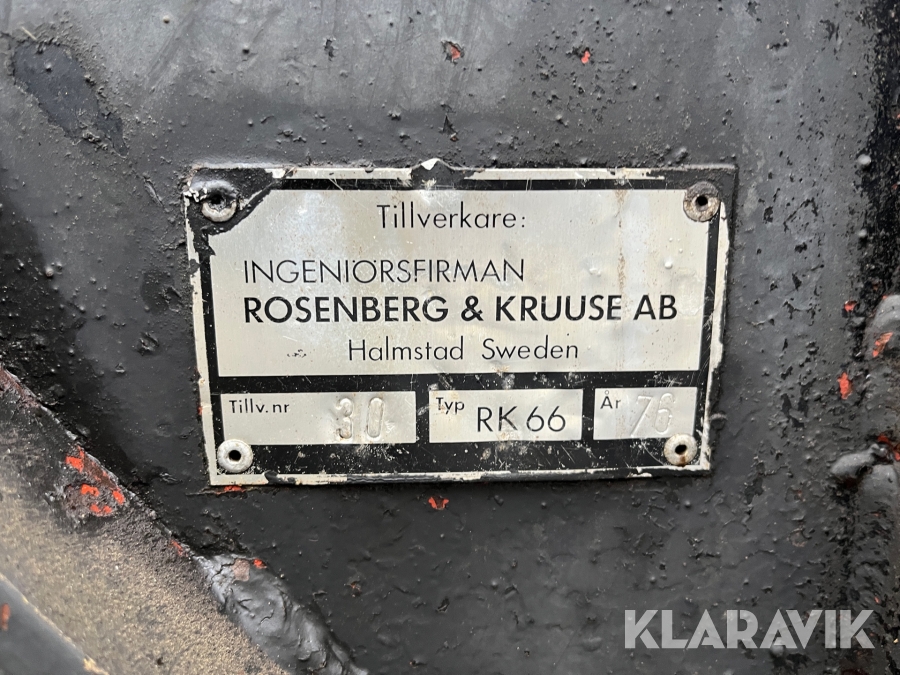 Tillverkare:
INGENIÖRSFIRMAN
ROSENBERG & KRUUSE AB
Halmstad Sweden
Tillv.nr 30 Typ RK 66 År 76
KLARAVIK